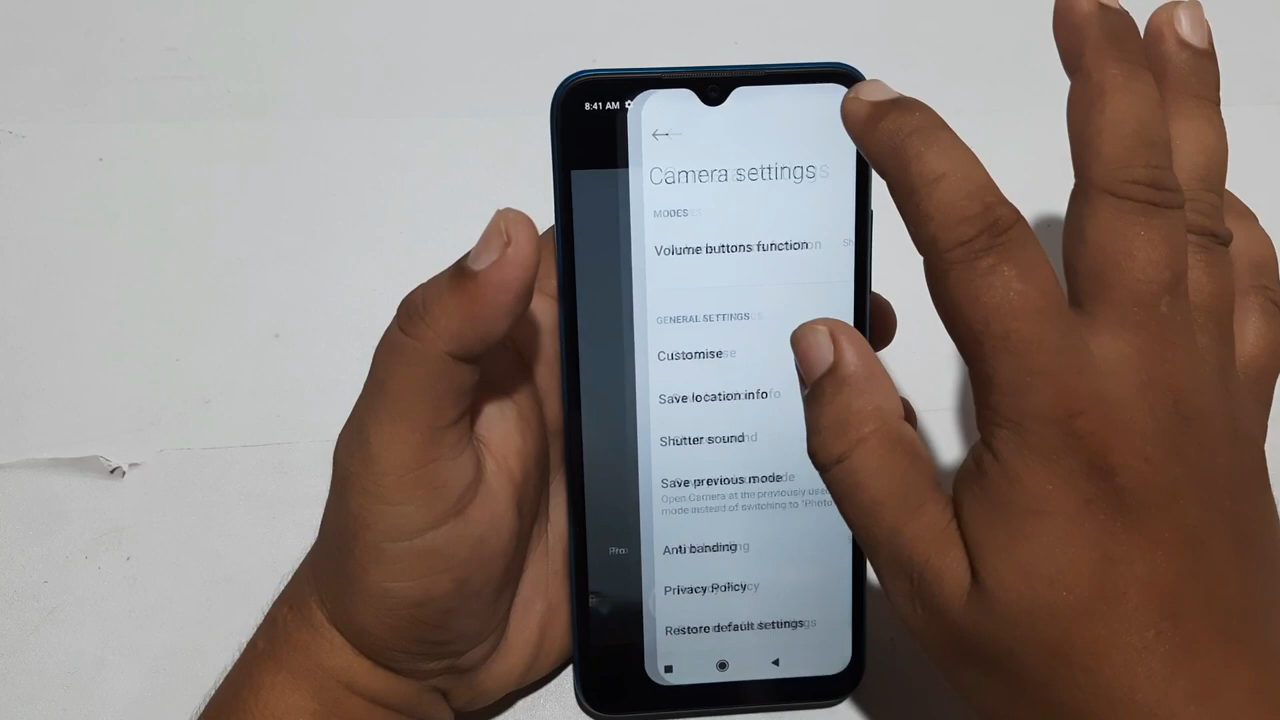 8:41 AM
Camera settings
MODES
Volume buttons function
Sh
GENERAL SETTINGS
Customise
Save location info
Shutter sound
Save previous mode
Open Camera at the previously used
mode instead of switching to "Photo
Anti banding
Pro
Privacy Policy
Restore default settings